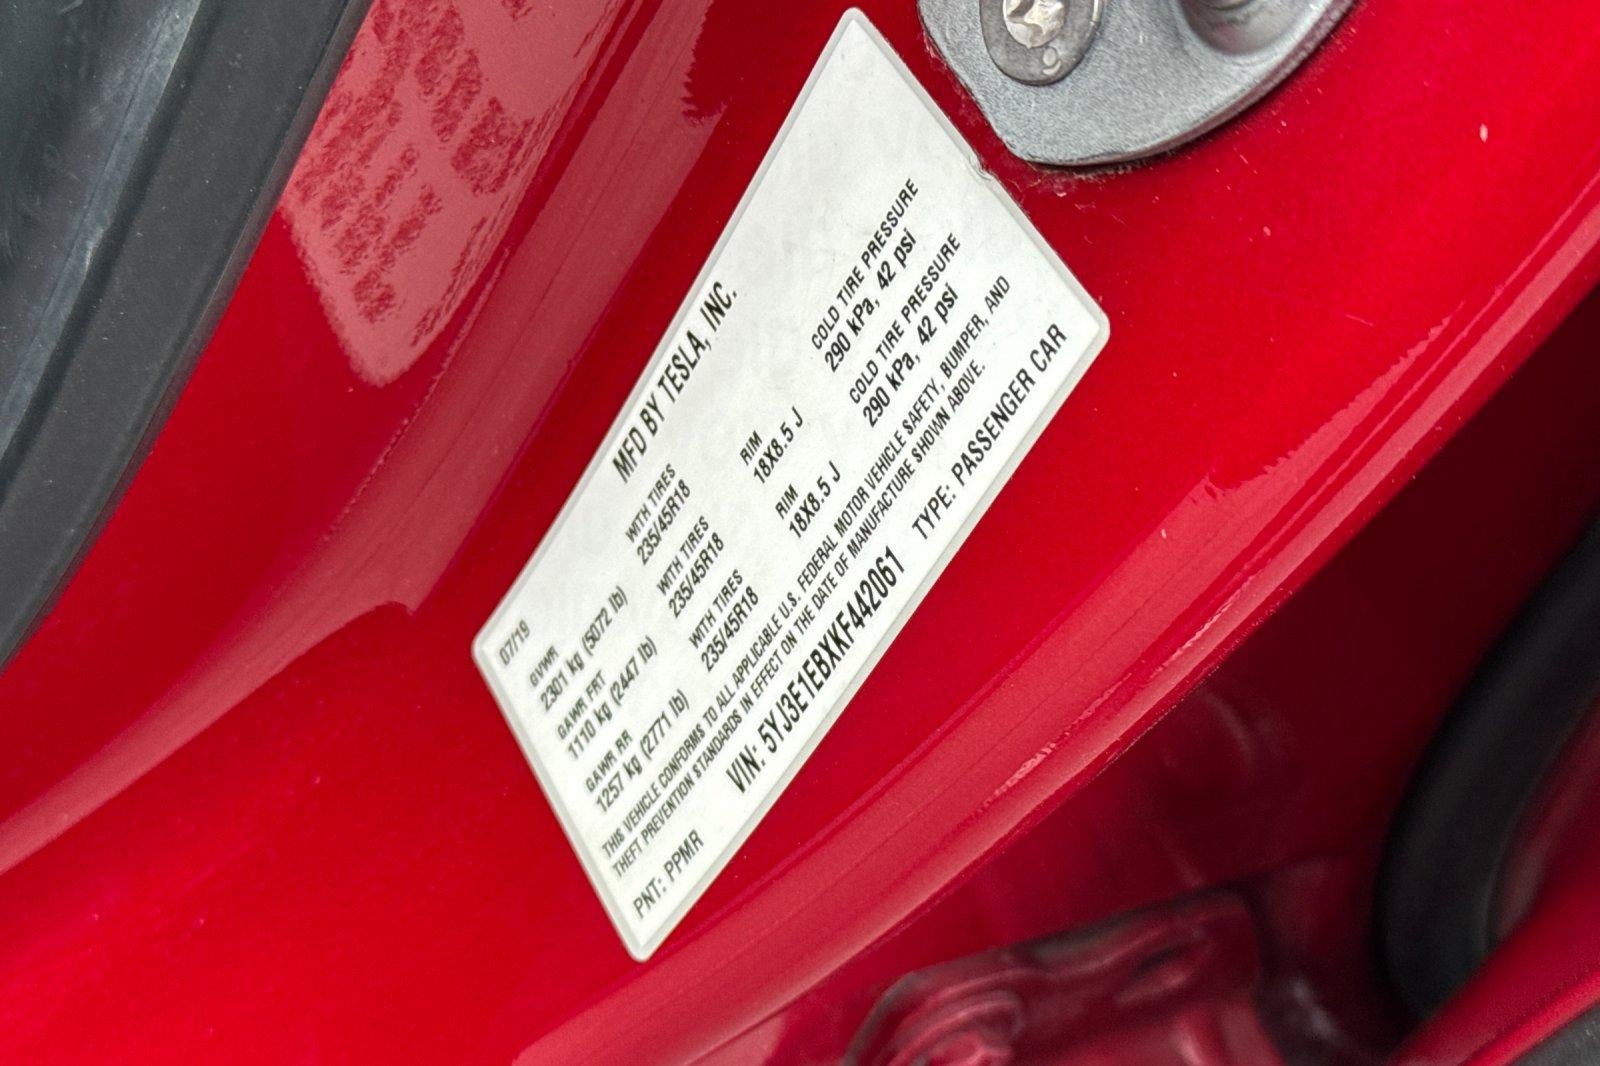 MFD BY TESLA, INC.
07/19
GVWR WITH TIRES RIM COLD TIRE PRESSURE
2301 kg (5072 lb) 235/45R18 18X8.5 J 290 kPa, 42 psi
GAWR FRT WITH TIRES RIM COLD TIRE PRESSURE
1110 kg (2447 lb) 235/45R18 18X8.5 J 290 kPa, 42 psi
GAWR RR WITH TIRES
1257 kg (2771 lb) 235/45R18
THIS VEHICLE CONFORMS TO ALL APPLICABLE U.S. FEDERAL MOTOR VEHICLE SAFETY, BUMPER, AND
THEFT PREVENTION STANDARDS IN EFFECT ON THE DATE OF MANUFACTURE SHOWN ABOVE.
VIN: 5YJ3E1EBXKF442061 TYPE: PASSENGER CAR
PNT: PPMR